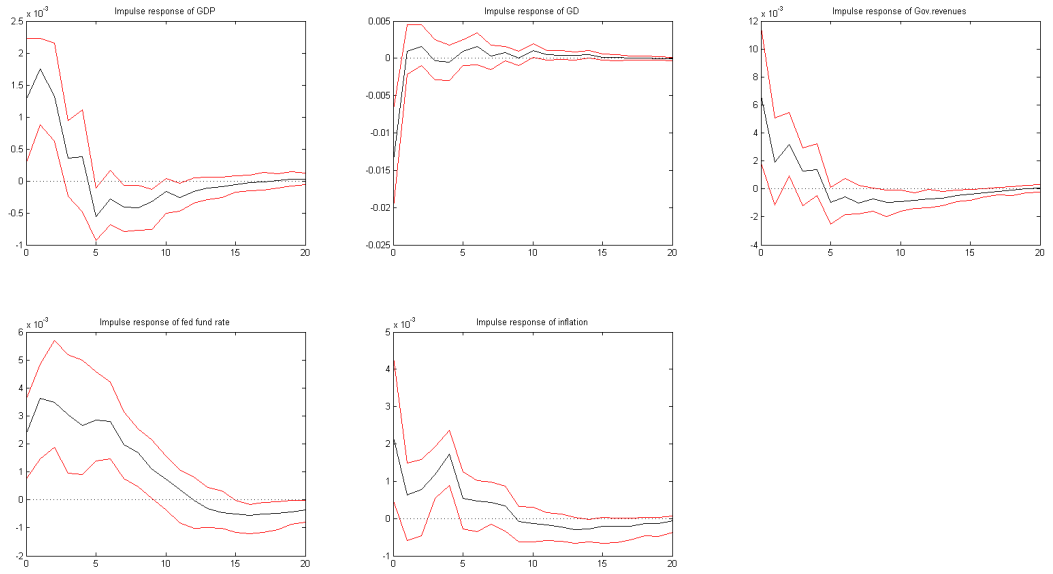 Impulse response of GDP
x 10^-3
2.5
2
1.5
1
0.5
0
-0.5
-1
0 5 10 15 20
Impulse response of GD
0.005
0
-0.005
-0.01
-0.015
-0.02
-0.025
0 5 10 15 20
Impulse response of Gov.revenues
x 10^-3
12
10
8
6
4
2
0
-2
-4
0 5 10 15 20
Impulse response of fed fund rate
x 10^-3
6
5
4
3
2
1
0
-1
-2
0 5 10 15 20
Impulse response of inflation
x 10^-3
5
4
3
2
1
0
-1
0 5 10 15 20